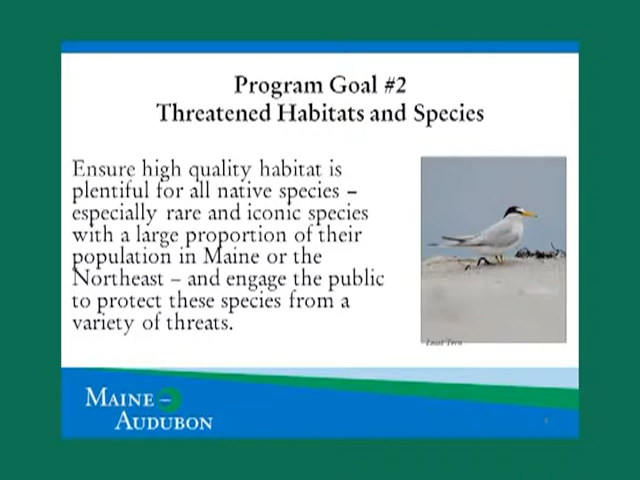 Program Goal #2
Threatened Habitats and Species
Ensure high quality habitat is
plentiful for all native species –
especially rare and iconic species
with a large proportion of their
population in Maine or the
Northeast – and engage the public
to protect these species from a
variety of threats.
Least Tern
MAINE
AUDUBON